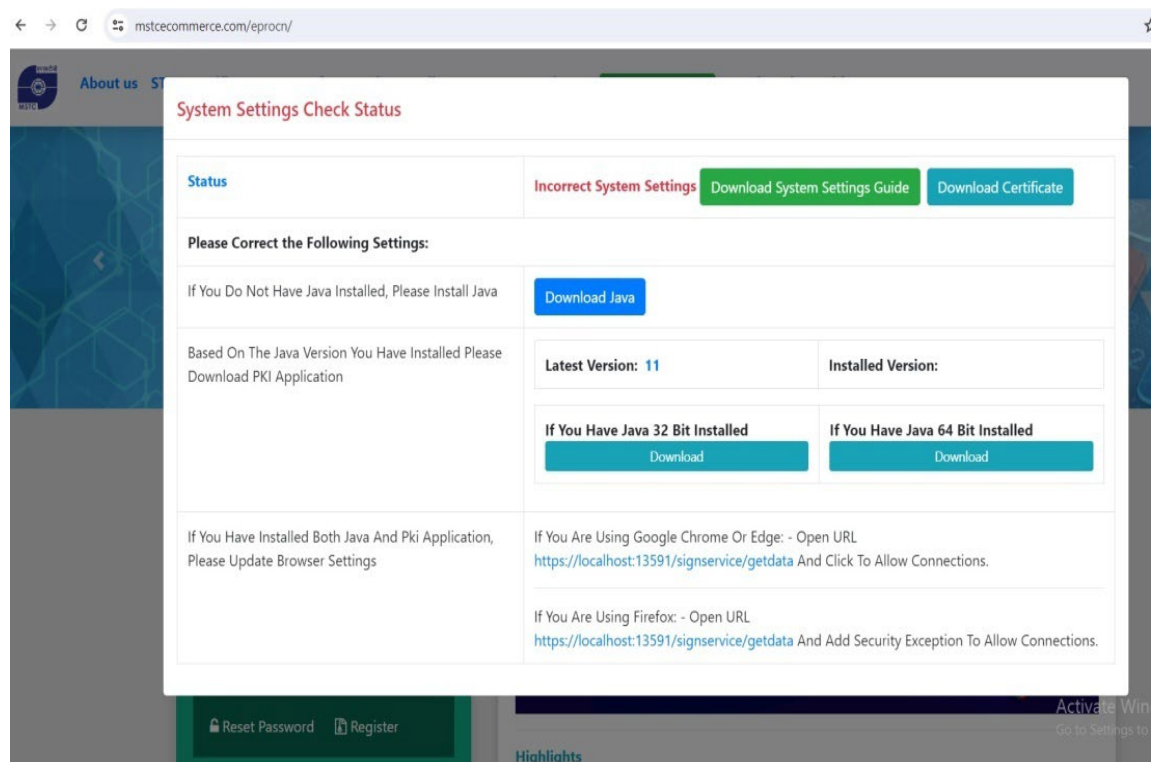 mstcecommerce.com/eprocn/
MSTC
About us ST
System Settings Check Status
Status
Incorrect System Settings Download System Settings Guide Download Certificate
Please Correct the Following Settings:
If You Do Not Have Java Installed, Please Install Java
Download Java
Based On The Java Version You Have Installed Please
Download PKI Application
Latest Version: 11 Installed Version:
If You Have Java 32 Bit Installed If You Have Java 64 Bit Installed
Download Download
If You Have Installed Both Java And Pki Application,
Please Update Browser Settings
If You Are Using Google Chrome Or Edge: - Open URL
https://localhost:13591/signservice/getdata And Click To Allow Connections.
If You Are Using Firefox: - Open URL
https://localhost:13591/signservice/getdata And Add Security Exception To Allow Connections.
Reset Password Register
Highlights
Activate Win
Go to Settings to